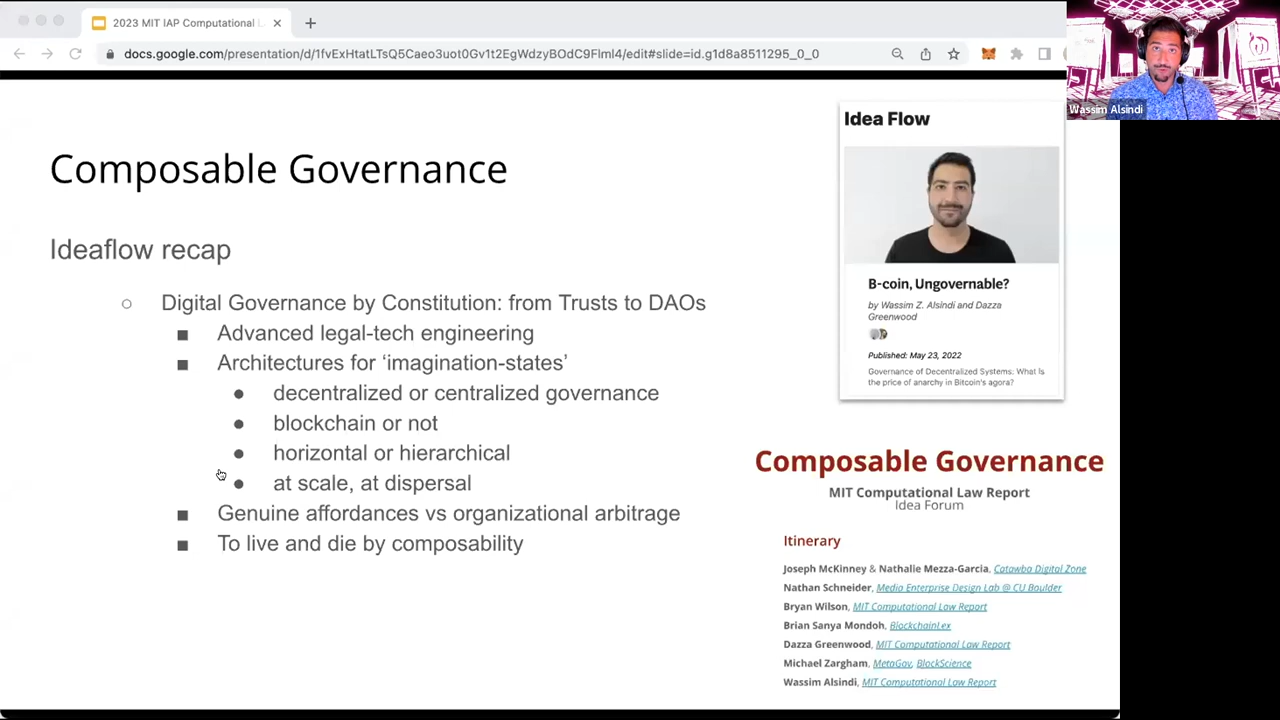 2023 MIT IAP Computational L
docs.google.com/presentation/d/1fvExHtatLTsQ5Caeo3uot0Gv1t2EgWdzyBOdC9Flml4/edit#slide=id.g1d8a8511295_0_0
Wassim Alsindi
Composable Governance
Ideaflow recap
Digital Governance by Constitution: from Trusts to DAOs
Advanced legal-tech engineering
Architectures for ‘imagination-states’
decentralized or centralized governance
blockchain or not
horizontal or hierarchical
at scale, at dispersal
Genuine affordances vs organizational arbitrage
To live and die by composability
Idea Flow
B-coin, Ungovernable?
by Wassim Z. Alsindi and Dazza
Greenwood
Published: May 23, 2022
Governance of Decentralized Systems: What Is
the price of anarchy in Bitcoin's agora?
Composable Governance
MIT Computational Law Report
Idea Forum
Itinerary
Joseph McKinney & Nathalie Mezza-Garcia, Catawba Digital Zone
Nathan Schneider, Media Enterprise Design Lab @ CU Boulder
Bryan Wilson, MIT Computational Law Report
Brian Sanya Mondoh, BlockchainLex
Dazza Greenwood, MIT Computational Law Report
Michael Zargham, MetaGov, BlockScience
Wassim Alsindi, MIT Computational Law Report